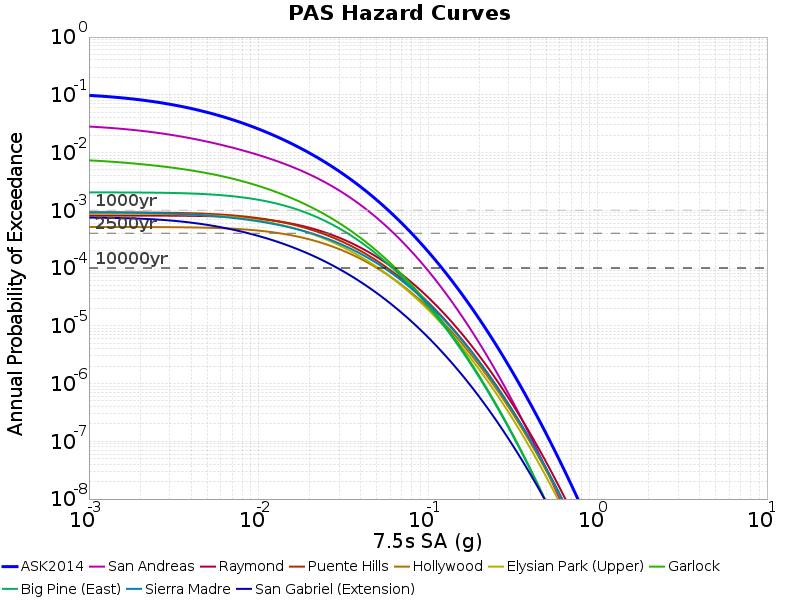 PAS Hazard Curves
Annual Probability of Exceedance
10^0
10^-1
10^-2
10^-3
10^-4
10^-5
10^-6
10^-7
10^-8
1000yr
2500yr
10000yr
10^-3 10^-2 10^-1 10^0 10^1
7.5s SA (g)
ASK2014 San Andreas Raymond Puente Hills Hollywood Elysian Park (Upper) Garlock
Big Pine (East) Sierra Madre San Gabriel (Extension)